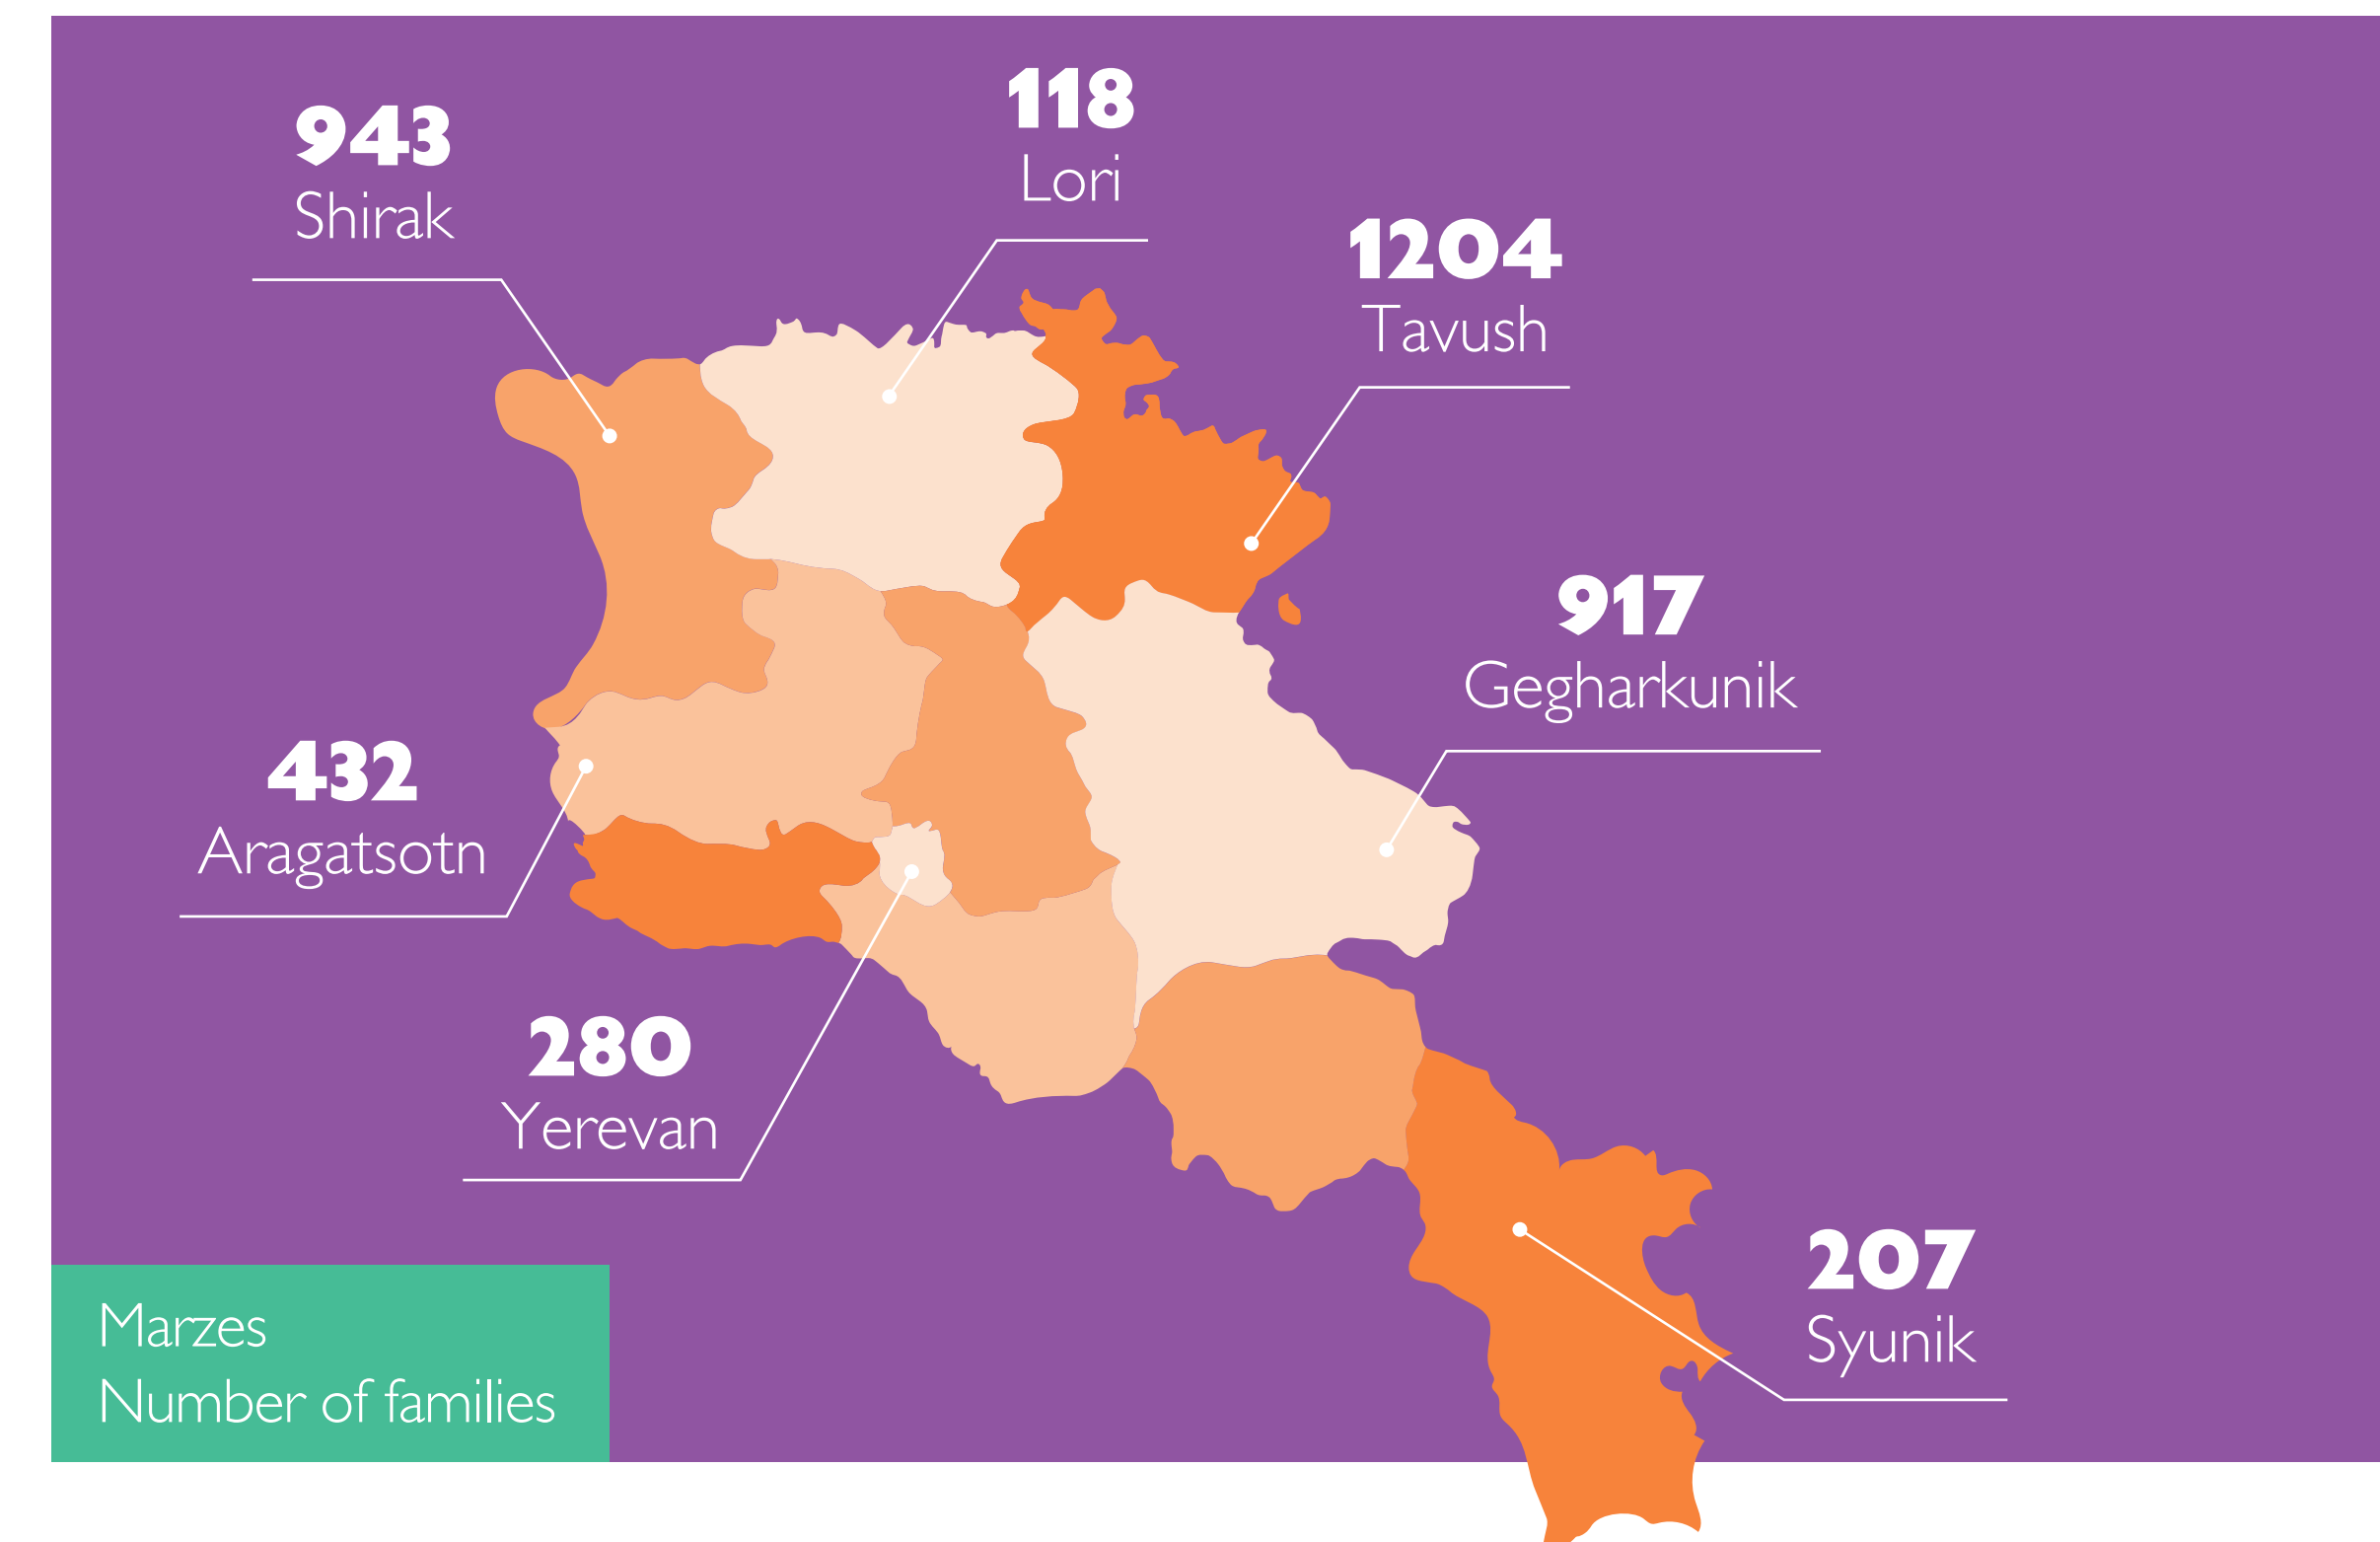 118
Lori
943
Shirak
1204
Tavush
917
Gegharkunik
432
Aragatsotn
280
Yerevan
207
Syunik
Marzes
Number of families